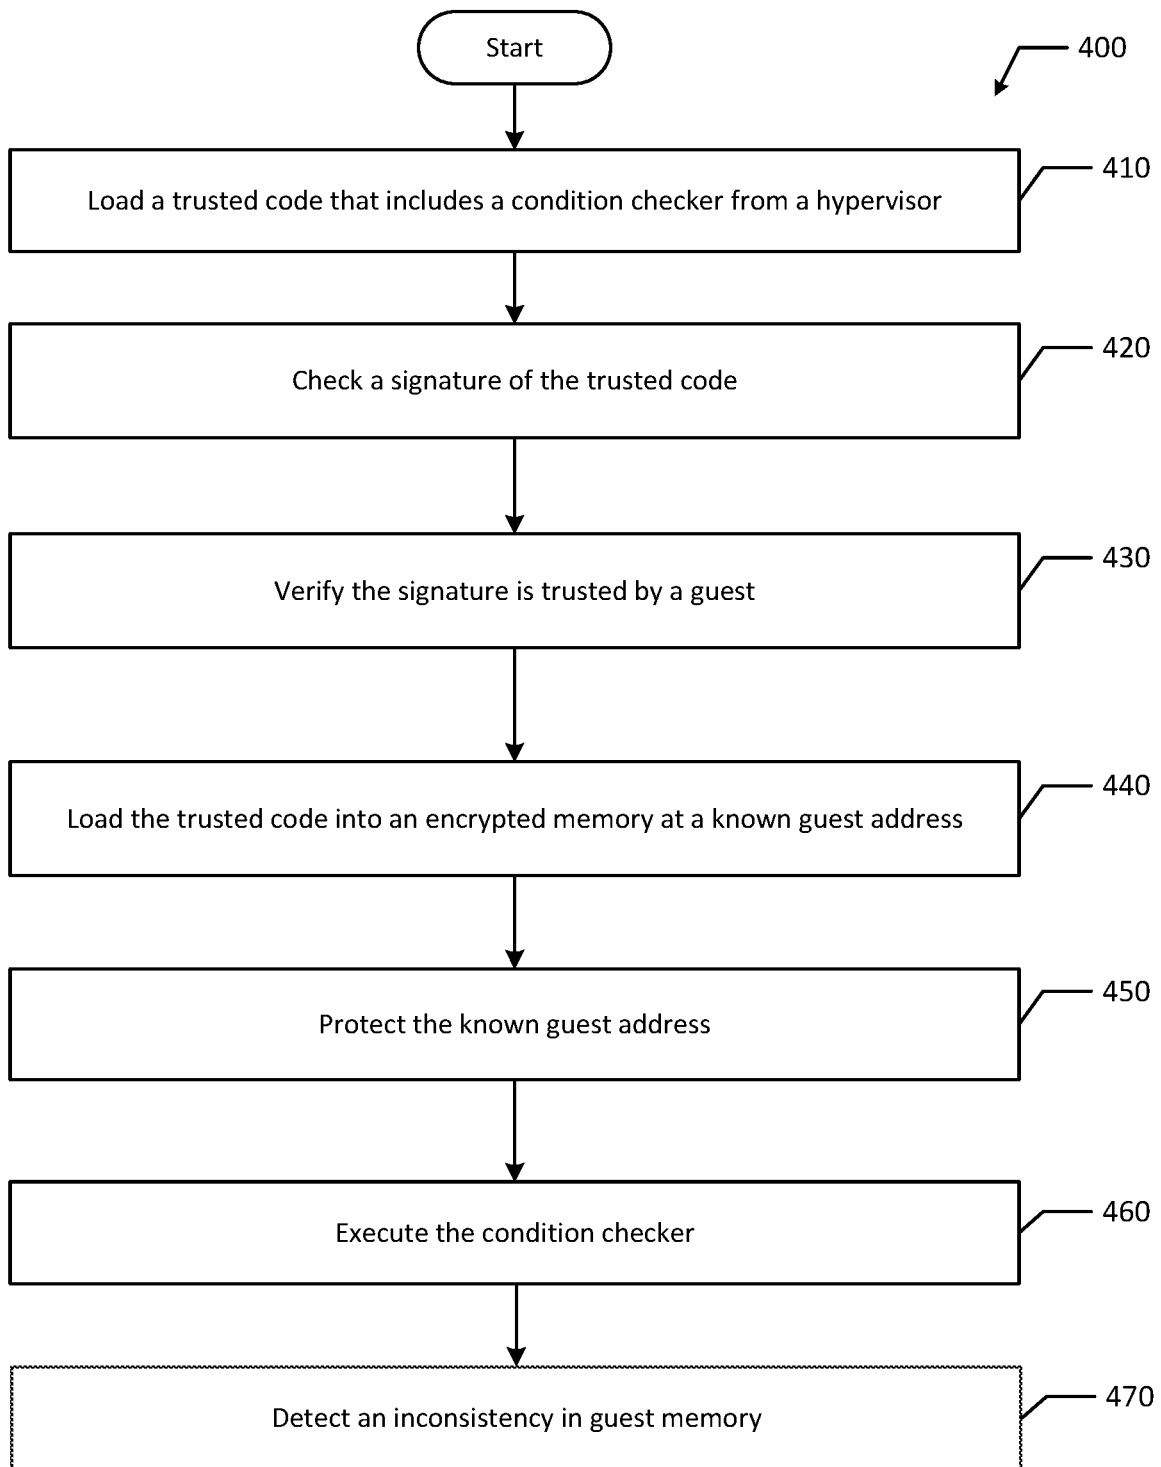 Start
400
Load a trusted code that includes a condition checker from a hypervisor
410
Check a signature of the trusted code
420
Verify the signature is trusted by a guest
430
Load the trusted code into an encrypted memory at a known guest address
440
Protect the known guest address
450
Execute the condition checker
460
Detect an inconsistency in guest memory
470